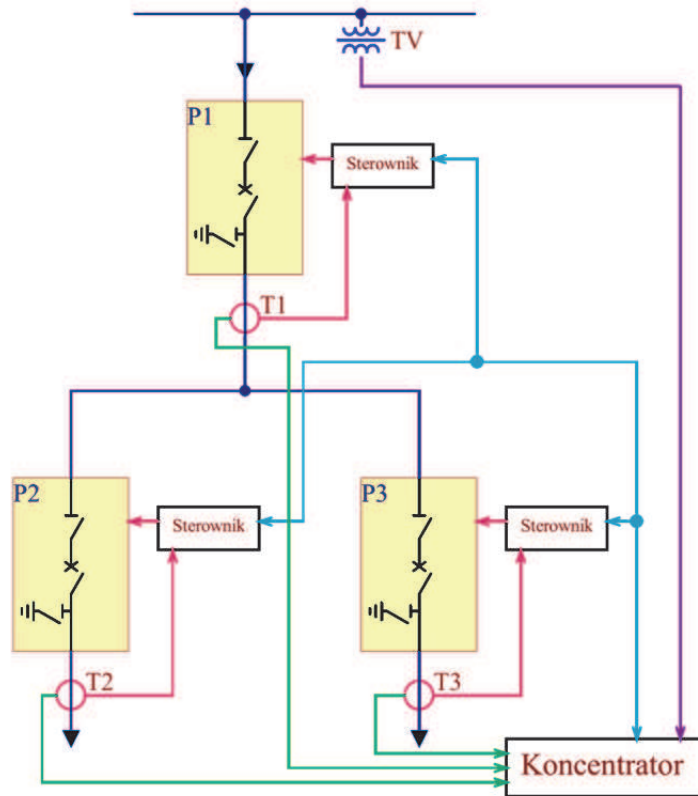 TV
P1
Sterownik
T1
P2
Sterownik
P3
Sterownik
T2
T3
Koncentrator